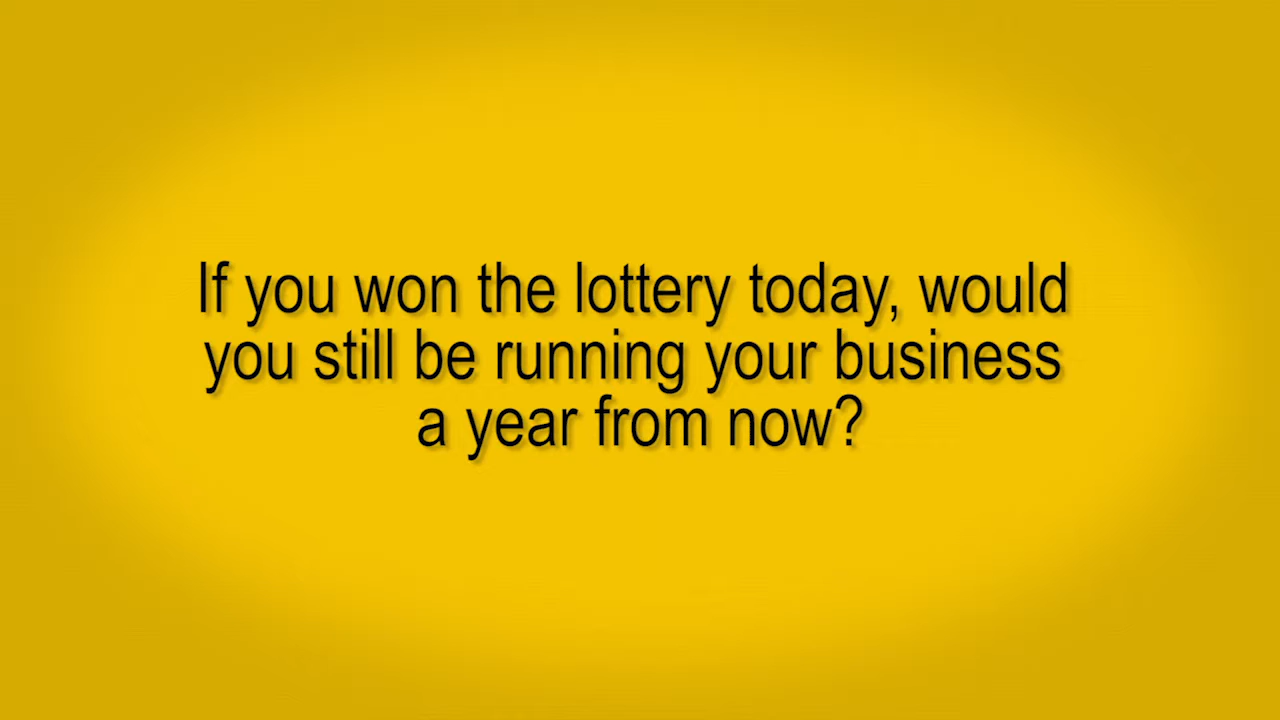 If you won the lottery today, would
you still be running your business
a year from now?